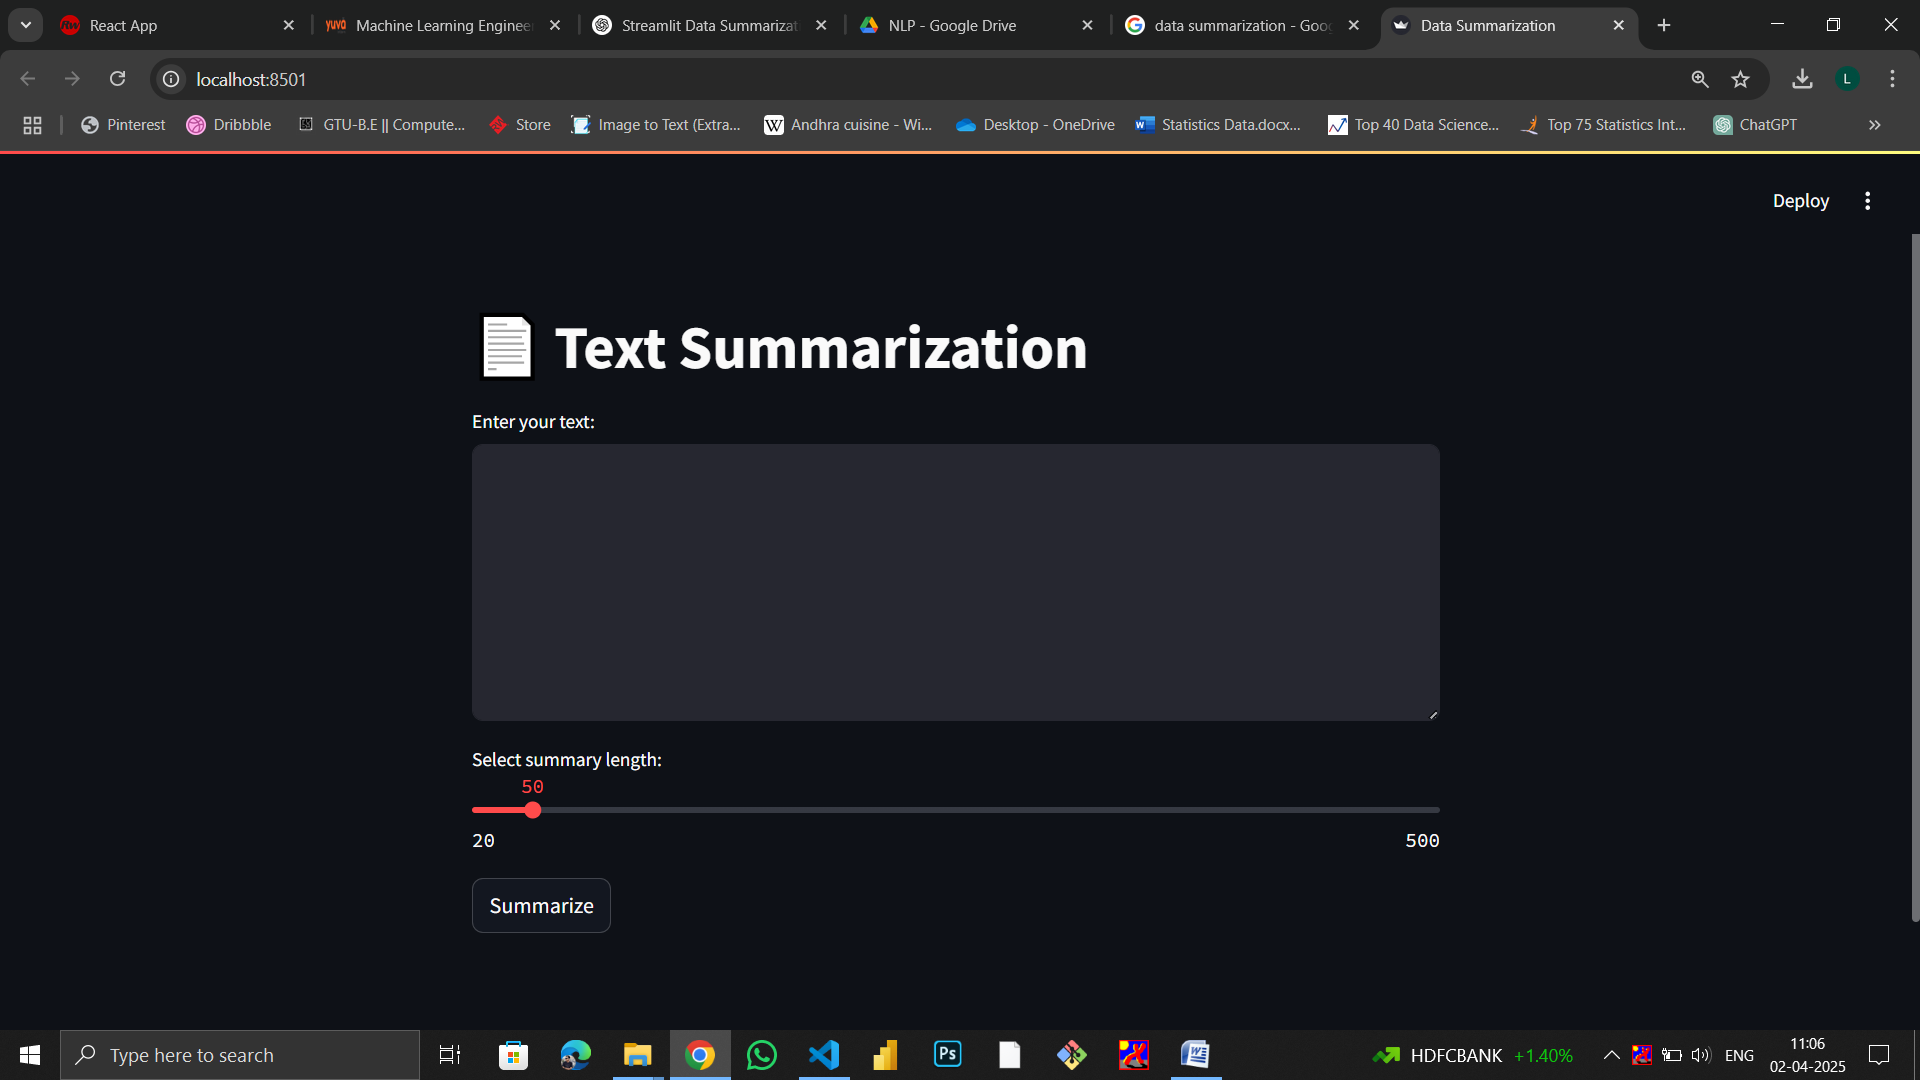 React App
Machine Learning Enginee
Streamlit Data Summarizat
NLP - Google Drive
data summarization - Goo
Data Summarization
localhost:8501
L
Pinterest
Dribbble
GTU-B.E || Compute...
Store
Image to Text (Extra...
W Andhra cuisine - Wi...
Desktop - OneDrive
Statistics Data.docx...
Top 40 Data Science...
Top 75 Statistics Int...
ChatGPT
Deploy
Text Summarization
Enter your text:
Select summary length:
50
20
500
Summarize
Type here to search
Ps
HDFCBANK +1.40%
ENG
11:06
02-04-2025